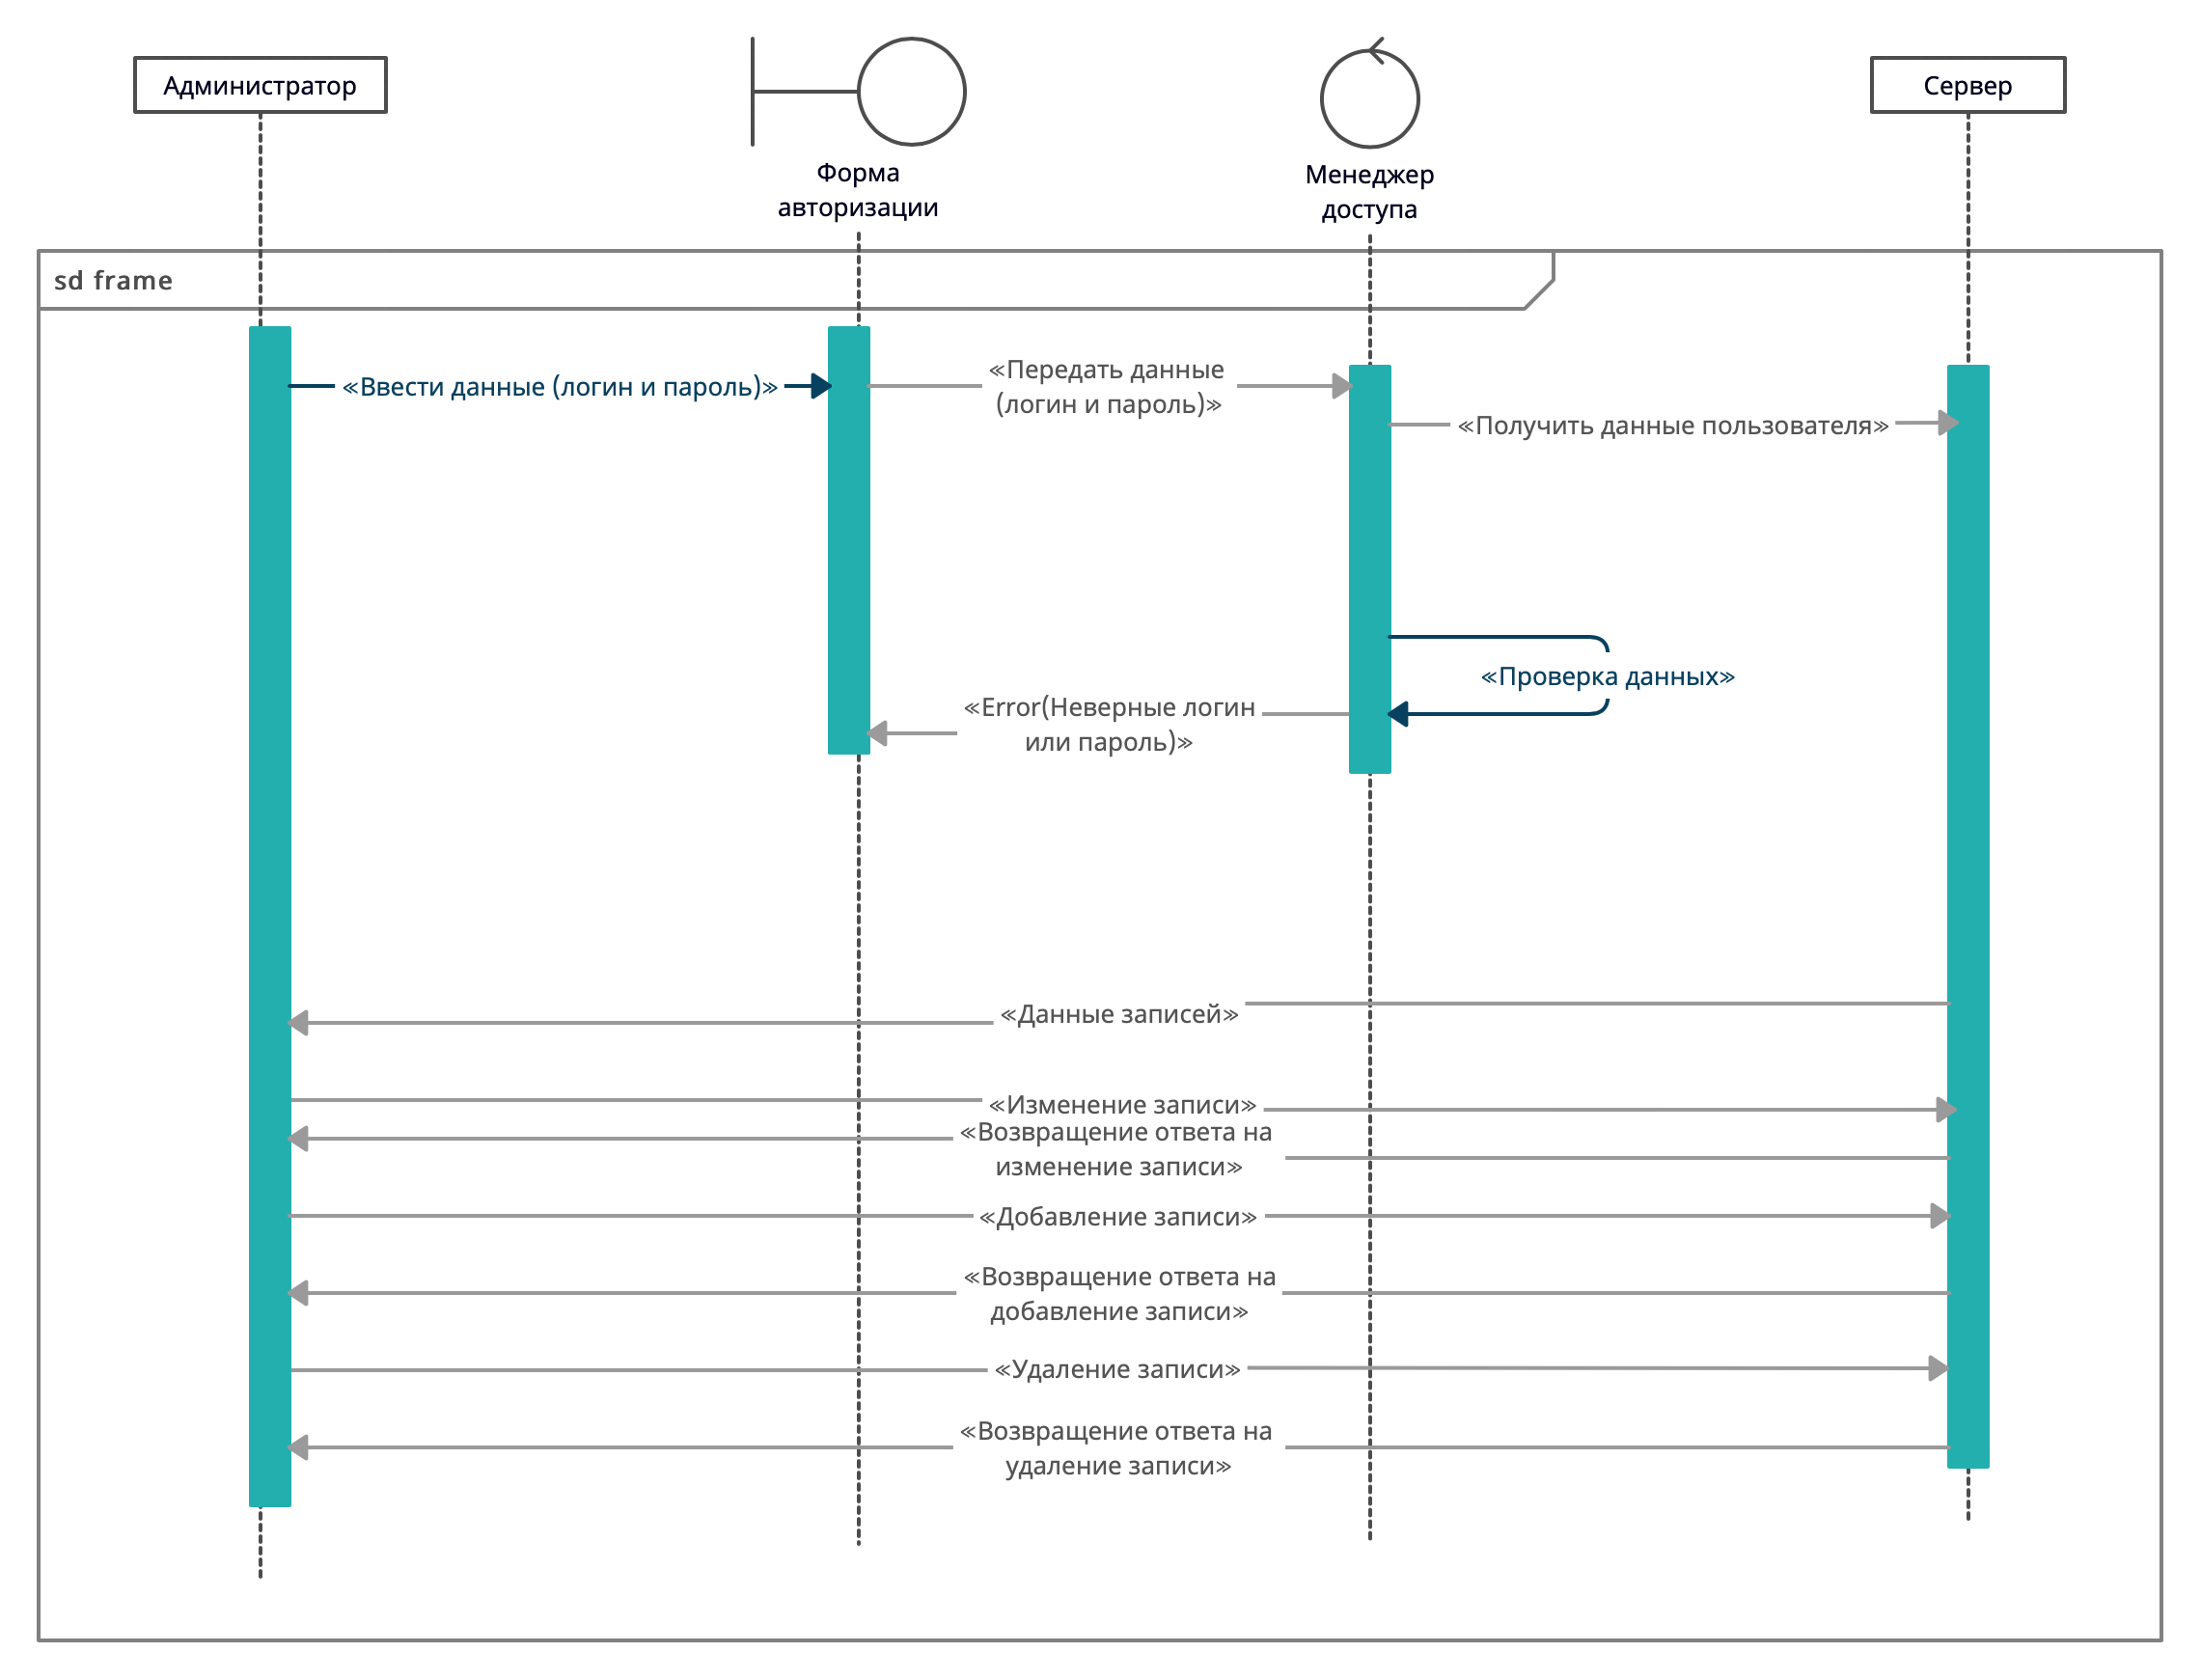 Администратор
Форма
авторизации
Менеджер
доступа
Сервер
sd frame
«Ввести данные (логин и пароль)»
«Передать данные
(логин и пароль)»
«Получить данные пользователя»
«Проверка данных»
«Error(Неверные логин
или пароль)»
«Данные записей»
«Изменение записи»
«Возвращение ответа на
изменение записи»
«Добавление записи»
«Возвращение ответа на
добавление записи»
«Удаление записи»
«Возвращение ответа на
удаление записи»